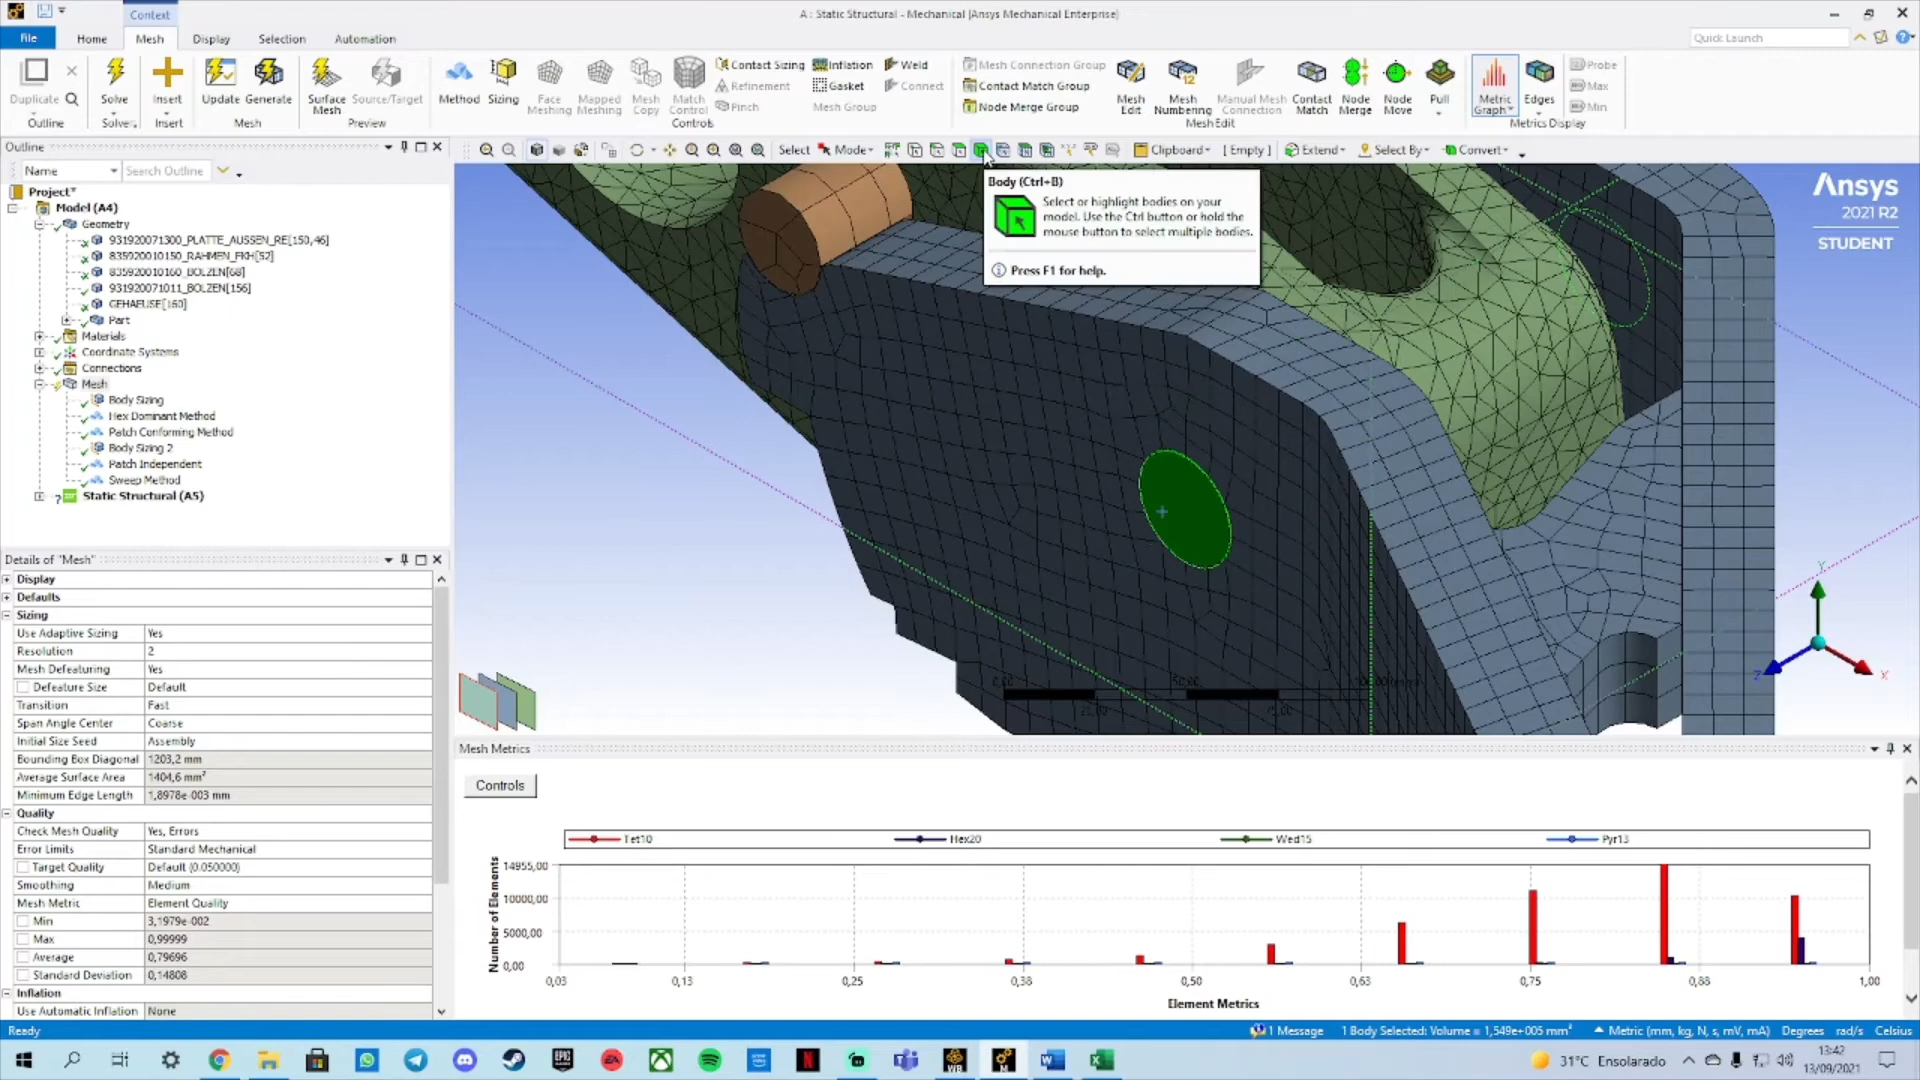 Context
A : Static Structural - Mechanical [Ansys Mechanical Enterprise]
File
Home
Mesh
Display
Selection
Automation
Quick Launch
Duplicate
Outline
Solve
Solve
Insert
Insert
Update
Generate
Mesh
Surface Mesh
Source/Target
Preview
Method
Sizing
Face Meshing
Mapped Meshing
Mesh Copy
Match Control
Contact Sizing
Refinement
Pinch
Inflation
Gasket
Mesh Group
Weld
Connect
Controls
Mesh Connection Group
Contact Match Group
Node Merge Group
Mesh Edit
Mesh Numbering
Manual Mesh Connection
Contact Match
Node Merge
Node Move
Pull
Mesh Edit
Metric Graph
Edges
Probe
Max
Min
Metrics Display
Outline
Name
Search Outline
Select
Mode
Clipboard
[ Empty ]
Extend
Select By
Convert
Project*
Model (A4)
Geometry
931920071300_PLATTE_AUSSEN_RE[150,46]
835920010150_RAHMEN_FKH[52]
835920010160_BOLZEN[68]
931920071011_BOLZEN[156]
GEHAEUSE[160]
Part
Materials
Coordinate Systems
Connections
Mesh
Body Sizing
Hex Dominant Method
Patch Conforming Method
Body Sizing 2
Patch Independent
Sweep Method
Static Structural (A5)
Body (Ctrl+B)
Select or highlight bodies on your
model. Use the Ctrl button or hold the
mouse button to select multiple bodies.
Press F1 for help.
Ansys
2021 R2
STUDENT
Y
Z
X
0,00
50,00
25,00
75,00
Details of "Mesh"
Display
Defaults
Sizing
Use Adaptive Sizing Yes
Resolution 2
Mesh Defeaturing Yes
Defeature Size Default
Transition Fast
Span Angle Center Coarse
Initial Size Seed Assembly
Bounding Box Diagonal 1203,2 mm
Average Surface Area 1404,6 mm²
Minimum Edge Length 1,8978e-003 mm
Quality
Check Mesh Quality Yes, Errors
Error Limits Standard Mechanical
Target Quality Default (0.050000)
Smoothing Medium
Mesh Metric Element Quality
Min 3,1979e-002
Max 0,99999
Average 0,79696
Standard Deviation 0,14808
Inflation
Use Automatic Inflation None
Mesh Metrics
Controls
Tet10
Hex20
Wed15
Pyr13
Number of Elements
14955,00
10000,00
5000,00
0,00
0,03
0,13
0,25
0,38
0,50
0,63
0,75
0,88
1,00
Element Metrics
Ready
1 Message
1 Body Selected: Volume = 1,549e+005 mm³
Metric (mm, kg, N, s, mV, mA)
Degrees
rad/s
Celsius
31°C Ensolarado
13:42
13/09/2021